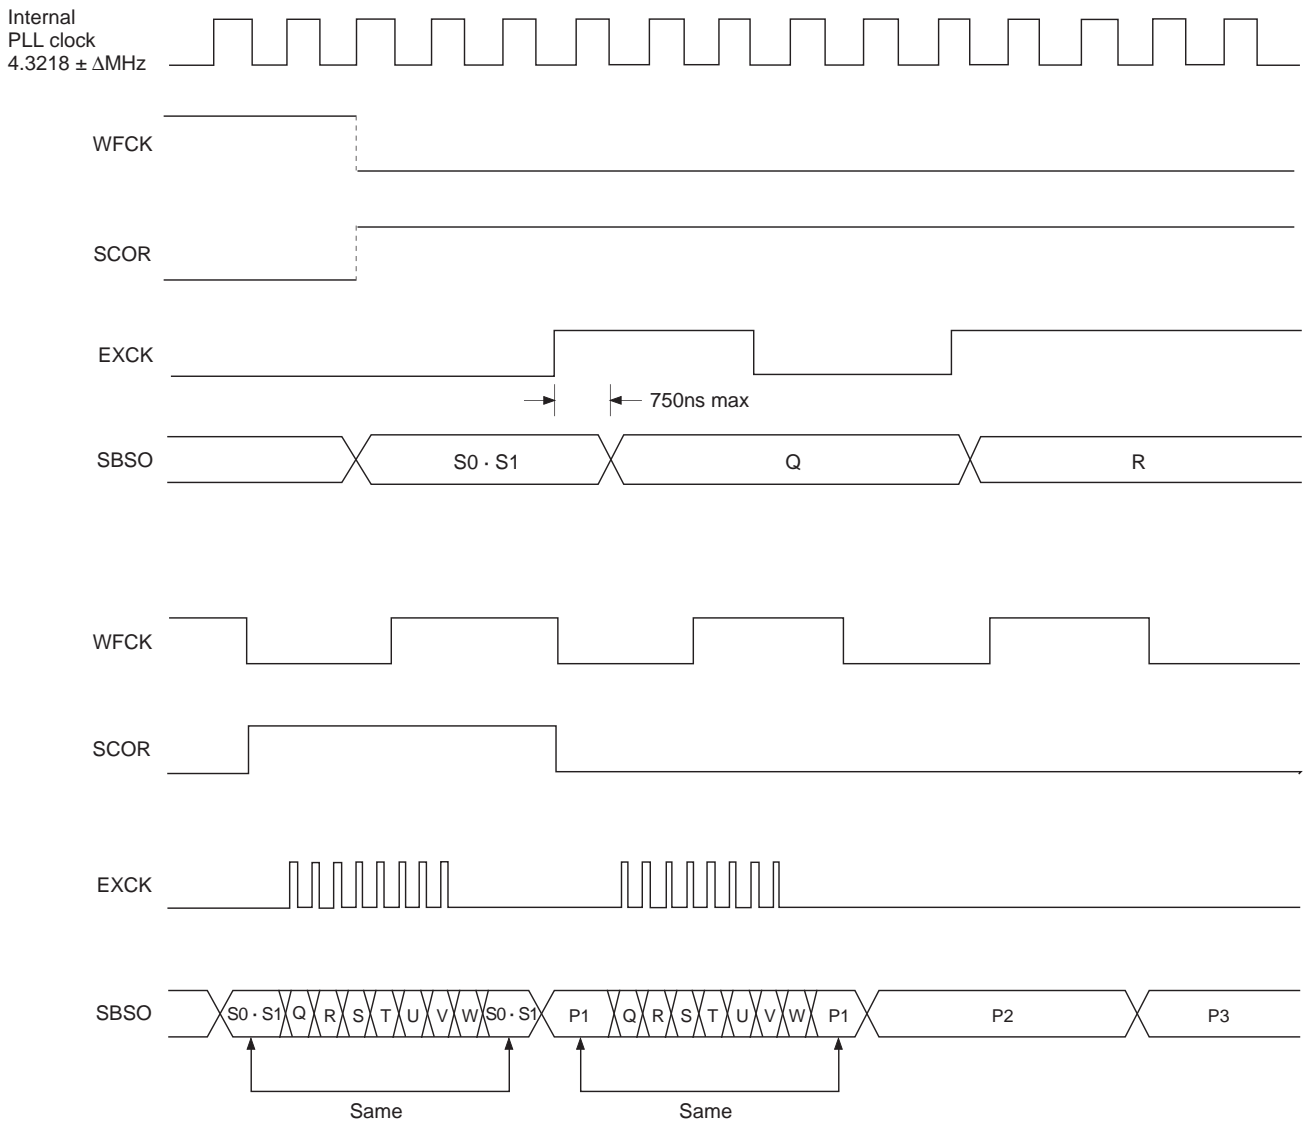 Internal
PLL clock
4.3218 ± ΔMHz
WFCK
SCOR
EXCK
750ns max
SBSO
S0 · S1
Q
R
WFCK
SCOR
EXCK
SBSO
S0 · S1 Q R S T U V W S0 · S1 P1 Q R S T U V W P1 P2 P3
Same
Same